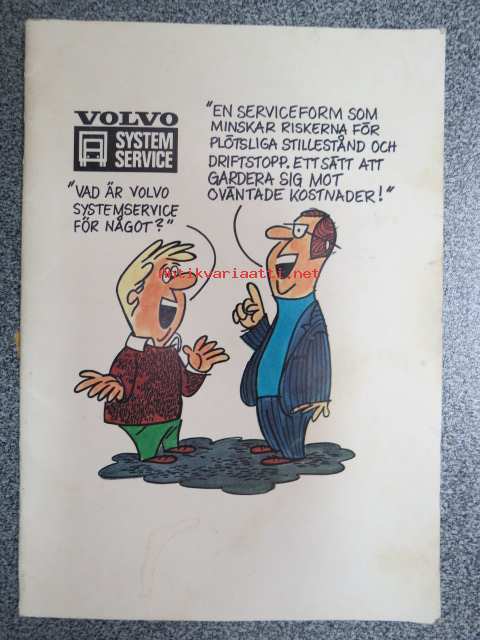 VOLVO
SYSTEM
SERVICE
"VAD ÄR VOLVO
SYSTEMSERVICE
FÖR NÅGOT?"
"EN SERVICEFORM SOM
MINSKAR RISKERNA FÖR
PLÖTSLIGA STILLESTÅND OCH
DRIFTSTOPP. ETT SÄTT ATT
GARDERA SIG MOT
OVÄNTADE KOSTNADER!"
Antikvariaatti.net